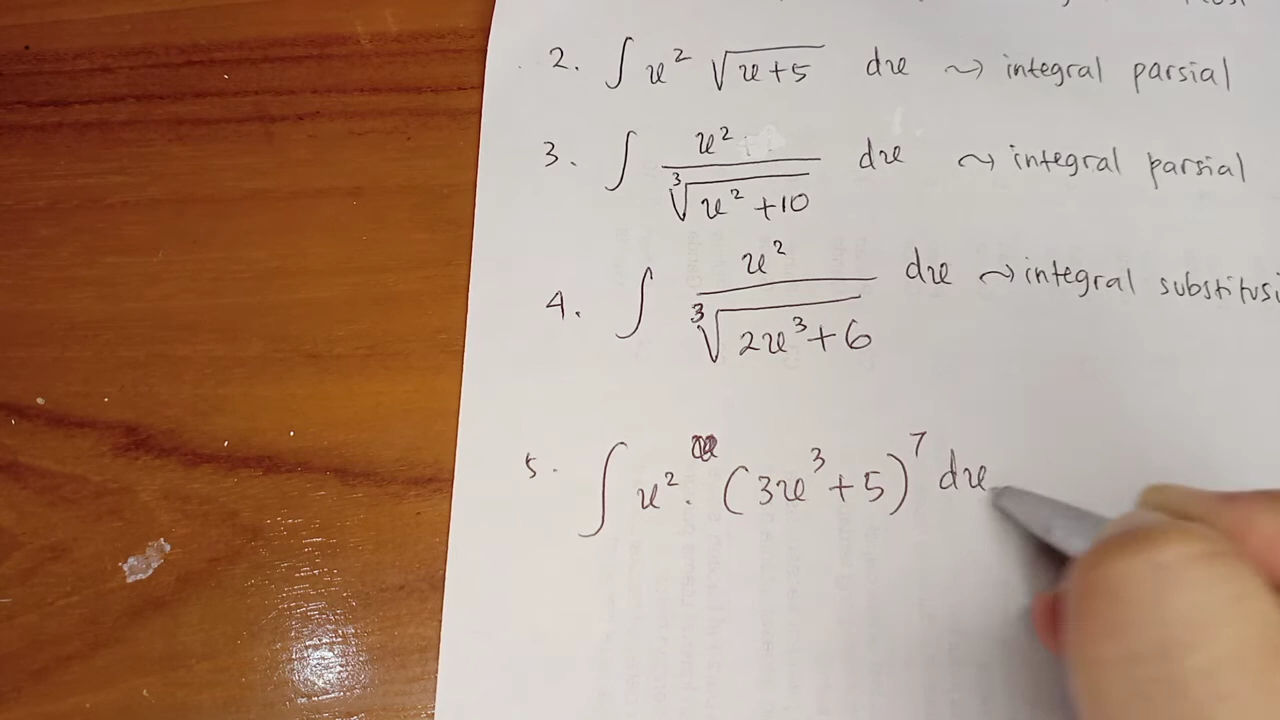 2. ∫ x² √(x+5) dx ~> integral parsial
3. ∫ x² / ∛(x²+10) dx ~> integral parsial
4. ∫ x² / ∛(2x³+6) dx ~> integral substitusi
5. ∫ x² . (3x³+5)⁷ dx